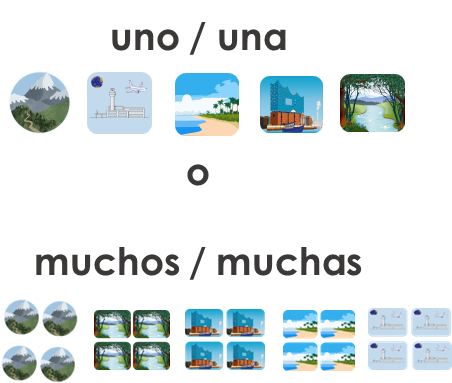 uno / una
o
muchos / muchas